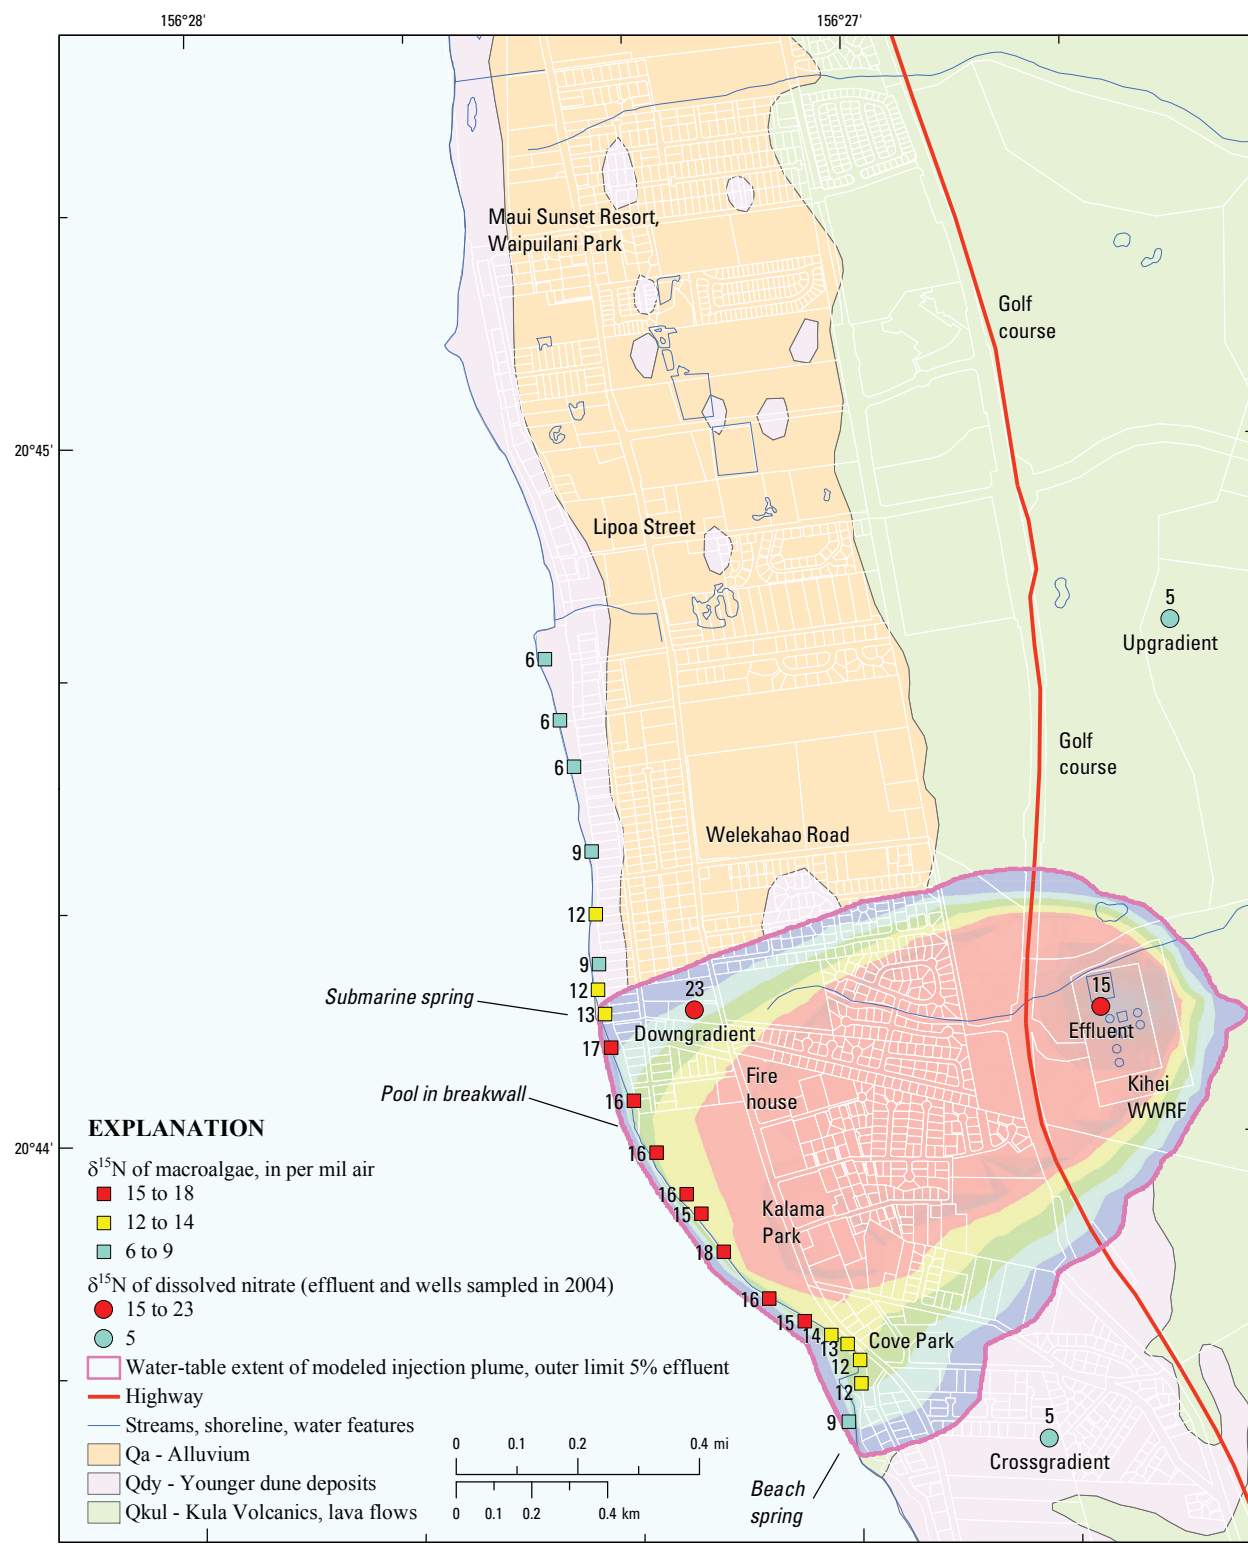 156°28'
156°27'
Maui Sunset Resort,
Waipuilani Park
Golf
course
20°45'
Lipoa Street
5
Upgradient
6
6
Golf
course
6
Welekahao Road
9
12
9
12
Submarine spring
13
23
Downgradient
15
Effluent
17
Fire
house
Kihei
WWRF
Pool in breakwall
16
20°44'
16
16
15
Kalama
Park
18
16
15
14
13
Cove Park
12
12
9
5
Crossgradient
Beach
spring
EXPLANATION
δ15N of macroalgae, in per mil air
15 to 18
12 to 14
6 to 9
δ15N of dissolved nitrate (effluent and wells sampled in 2004)
15 to 23
5
Water-table extent of modeled injection plume, outer limit 5% effluent
Highway
Streams, shoreline, water features
Qa - Alluvium
Qdy - Younger dune deposits
Qkul - Kula Volcanics, lava flows
0 0.1 0.2 0.4 mi
0 0.1 0.2 0.4 km